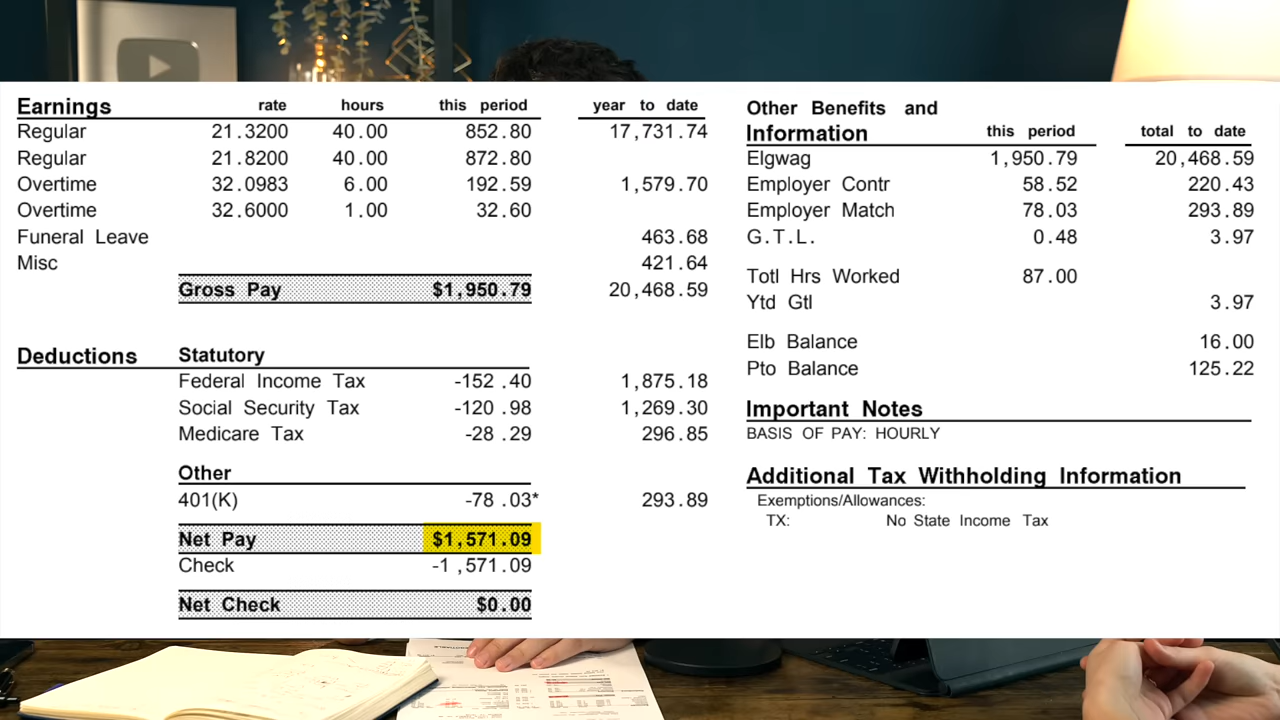 Earnings rate hours this period year to date
Regular 21.3200 40.00 852.80 17,731.74
Regular 21.8200 40.00 872.80
Overtime 32.0983 6.00 192.59 1,579.70
Overtime 32.6000 1.00 32.60
Funeral Leave 463.68
Misc 421.64
Gross Pay $1,950.79 20,468.59
Deductions Statutory
Federal Income Tax -152 .40 1,875.18
Social Security Tax -120 .98 1,269.30
Medicare Tax -28 .29 296.85
Other
401(K) -78 .03* 293.89
Net Pay $1,571.09
Check -1 ,571.09
Net Check $0.00
Other Benefits and
Information this period total to date
Elgwag 1,950.79 20,468.59
Employer Contr 58.52 220.43
Employer Match 78.03 293.89
G.T.L. 0.48 3.97
Totl Hrs Worked 87.00
Ytd Gtl 3.97
Elb Balance 16.00
Pto Balance 125.22
Important Notes
BASIS OF PAY: HOURLY
Additional Tax Withholding Information
Exemptions/Allowances:
TX: No State Income Tax